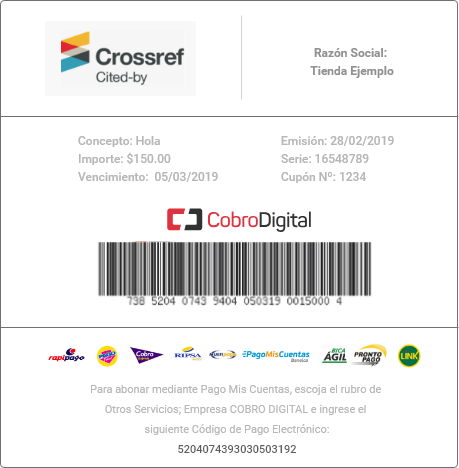 Crossref
Cited-by
Razón Social:
Tienda Ejemplo
Concepto: Hola
Importe: $150.00
Vencimiento: 05/03/2019
Emisión: 28/02/2019
Serie: 16548789
Cupón Nº: 1234
CobroDigital
738 5204 0743 9404 050319 0015000 4
rapipago
Cobro
RIPSA
PagoMisCuentas
Banelco
BICA
ÁGIL
PRONTO
PAGO
LINK
Para abonar mediante Pago Mis Cuentas, escoja el rubro de
Otros Servicios; Empresa COBRO DIGITAL e ingrese el
siguiente Código de Pago Electrónico:
5204074393030503192